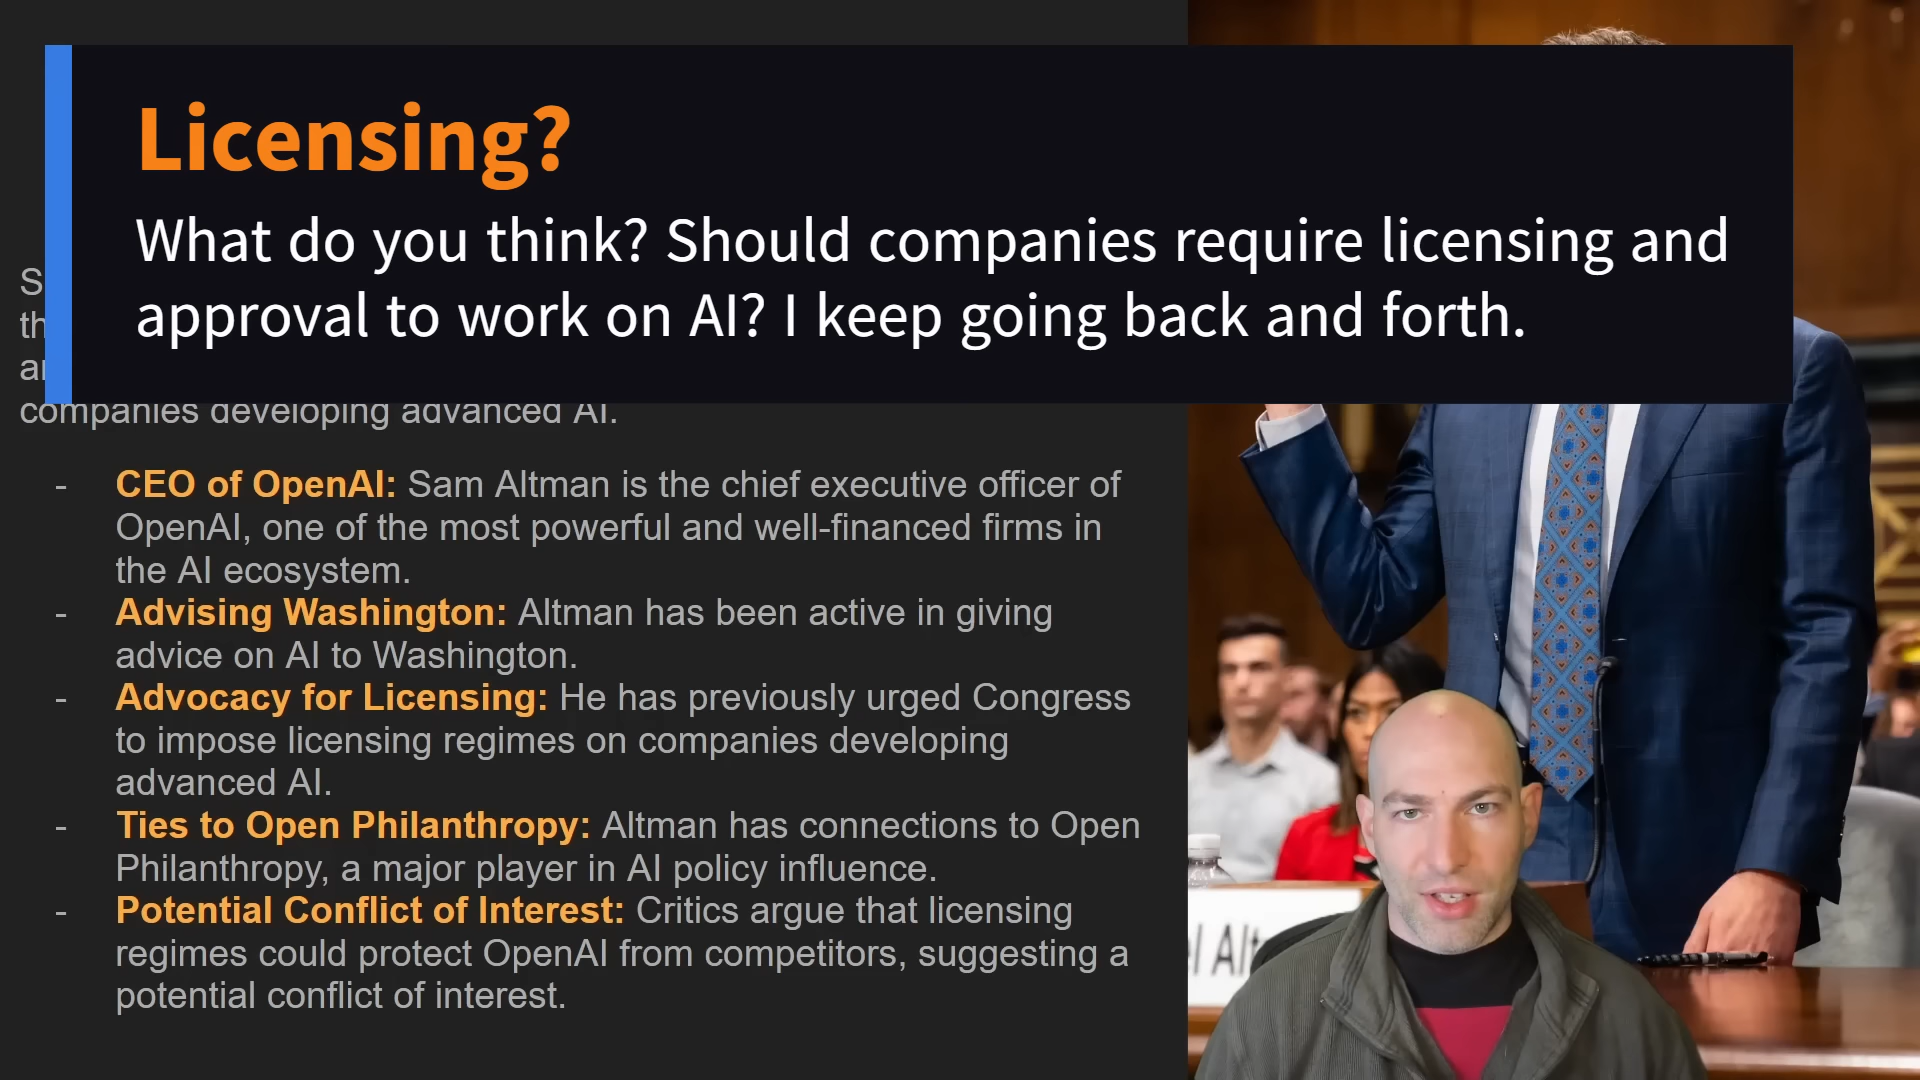 Licensing?
What do you think? Should companies require licensing and
approval to work on AI? I keep going back and forth.
companies developing advanced AI.
- CEO of OpenAI: Sam Altman is the chief executive officer of
OpenAI, one of the most powerful and well-financed firms in
the AI ecosystem.
- Advising Washington: Altman has been active in giving
advice on AI to Washington.
- Advocacy for Licensing: He has previously urged Congress
to impose licensing regimes on companies developing
advanced AI.
- Ties to Open Philanthropy: Altman has connections to Open
Philanthropy, a major player in AI policy influence.
- Potential Conflict of Interest: Critics argue that licensing
regimes could protect OpenAI from competitors, suggesting a
potential conflict of interest.